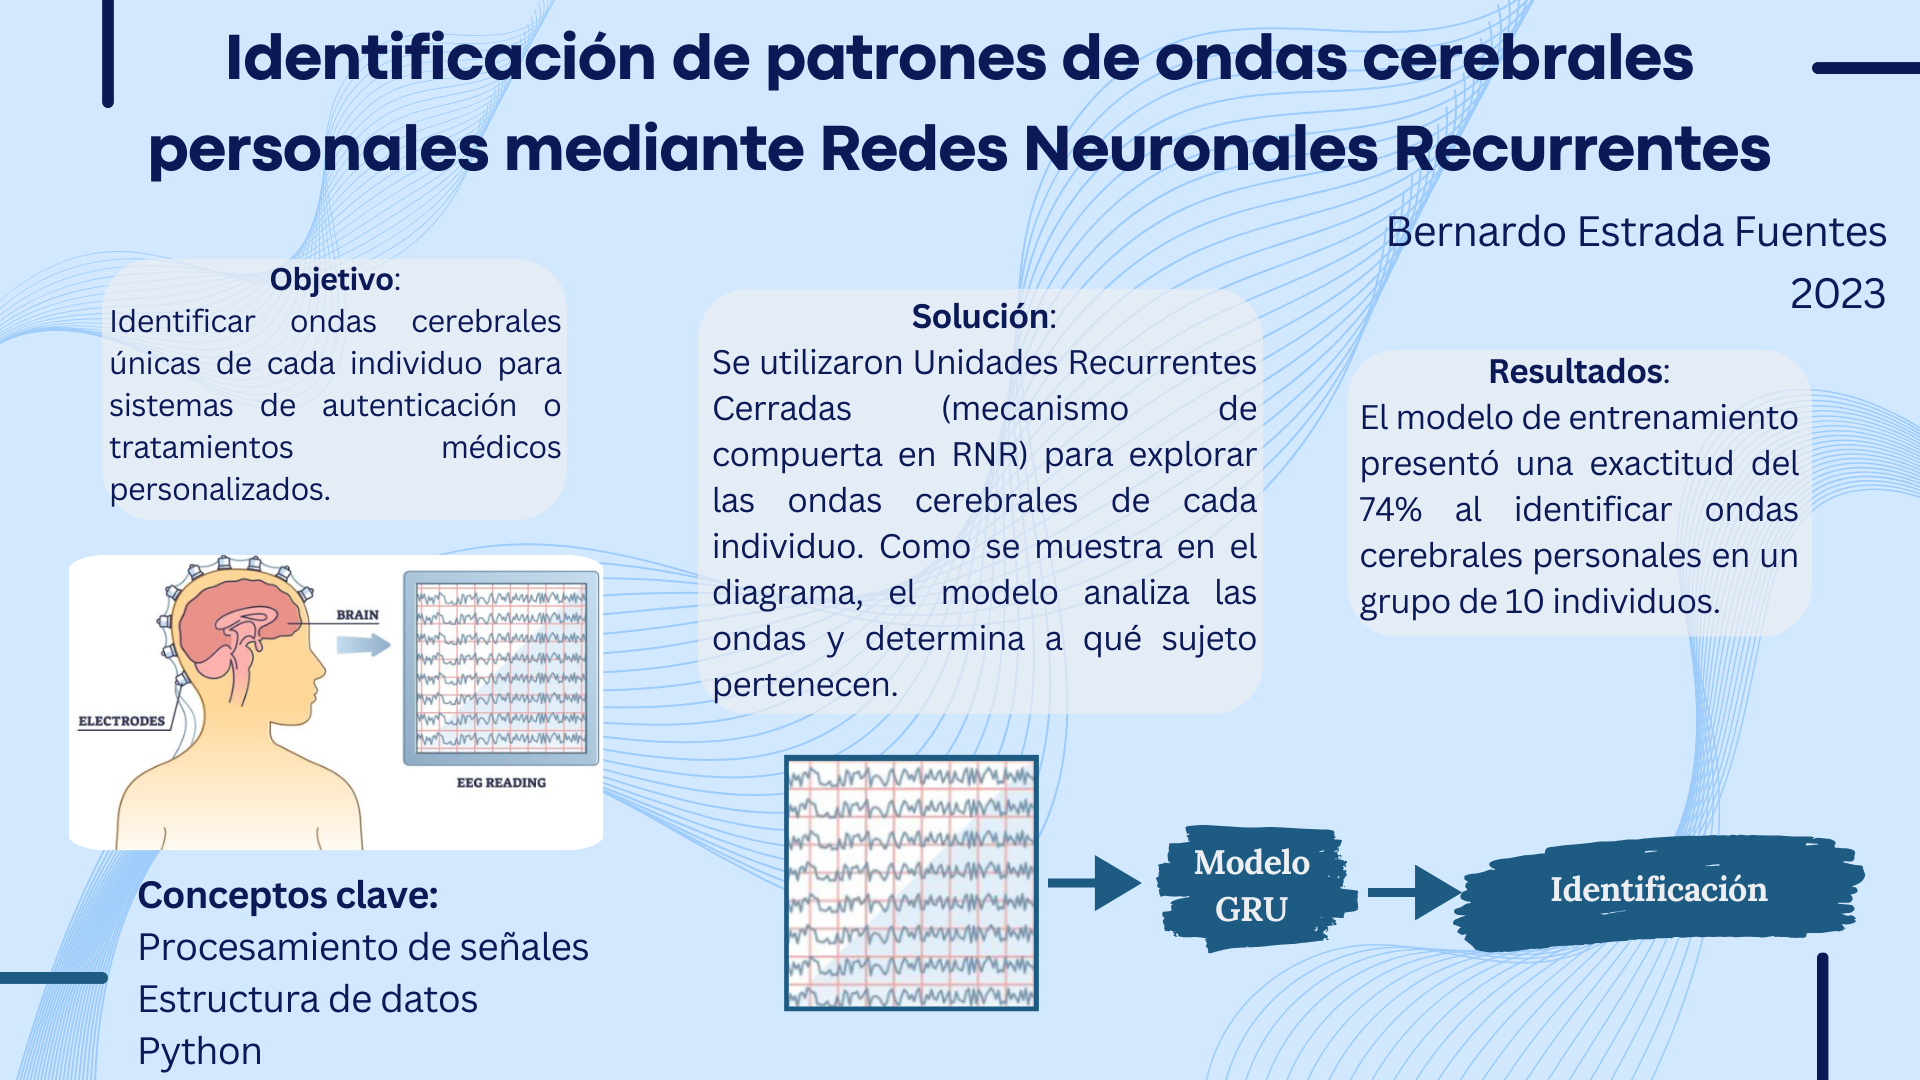 Identificación de patrones de ondas cerebrales
personales mediante Redes Neuronales Recurrentes
Bernardo Estrada Fuentes
2023
Objetivo:
Identificar ondas cerebrales
únicas de cada individuo para
sistemas de autenticación o
tratamientos médicos
personalizados.
BRAIN
ELECTRODES
EEG READING
Conceptos clave:
Procesamiento de señales
Estructura de datos
Python
Solución:
Se utilizaron Unidades Recurrentes
Cerradas (mecanismo de
compuerta en RNR) para explorar
las ondas cerebrales de cada
individuo. Como se muestra en el
diagrama, el modelo analiza las
ondas y determina a qué sujeto
pertenecen.
Modelo
GRU
Identificación
Resultados:
El modelo de entrenamiento
presentó una exactitud del
74% al identificar ondas
cerebrales personales en un
grupo de 10 individuos.